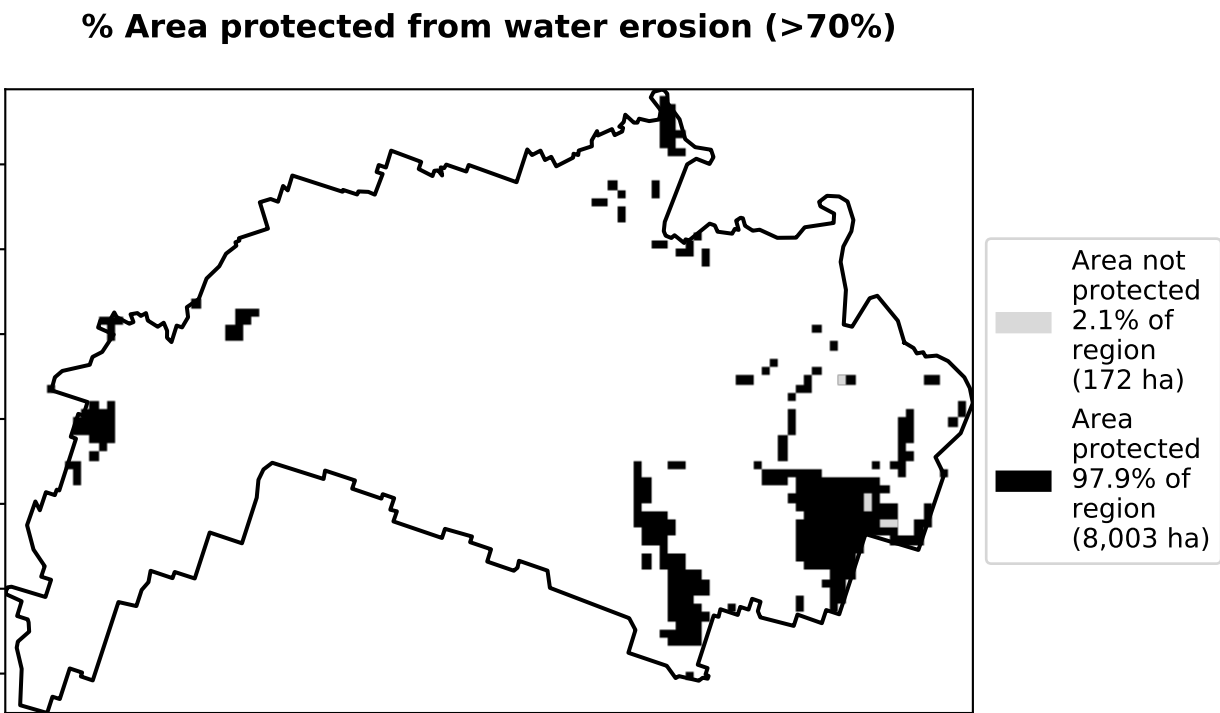 % Area protected from water erosion (>70%)
Area not
protected
2.1% of
region
(172 ha)
Area
protected
97.9% of
region
(8,003 ha)